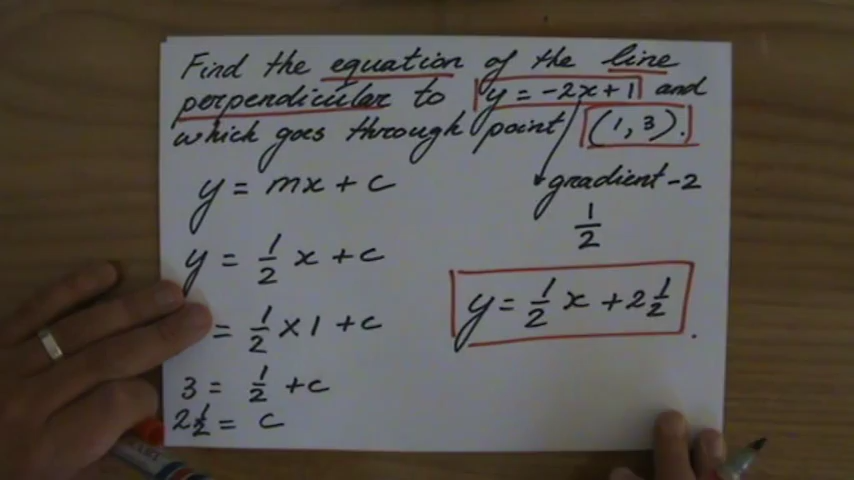 Find the equation of the line
perpendicular to y = -2x + 1 and
which goes through point (1, 3).
y = mx + c
gradient -2
1/2
y = 1/2 x + c
= 1/2 × 1 + c
y = 1/2 x + 2 1/2
3 = 1/2 + c
2 1/2 = c